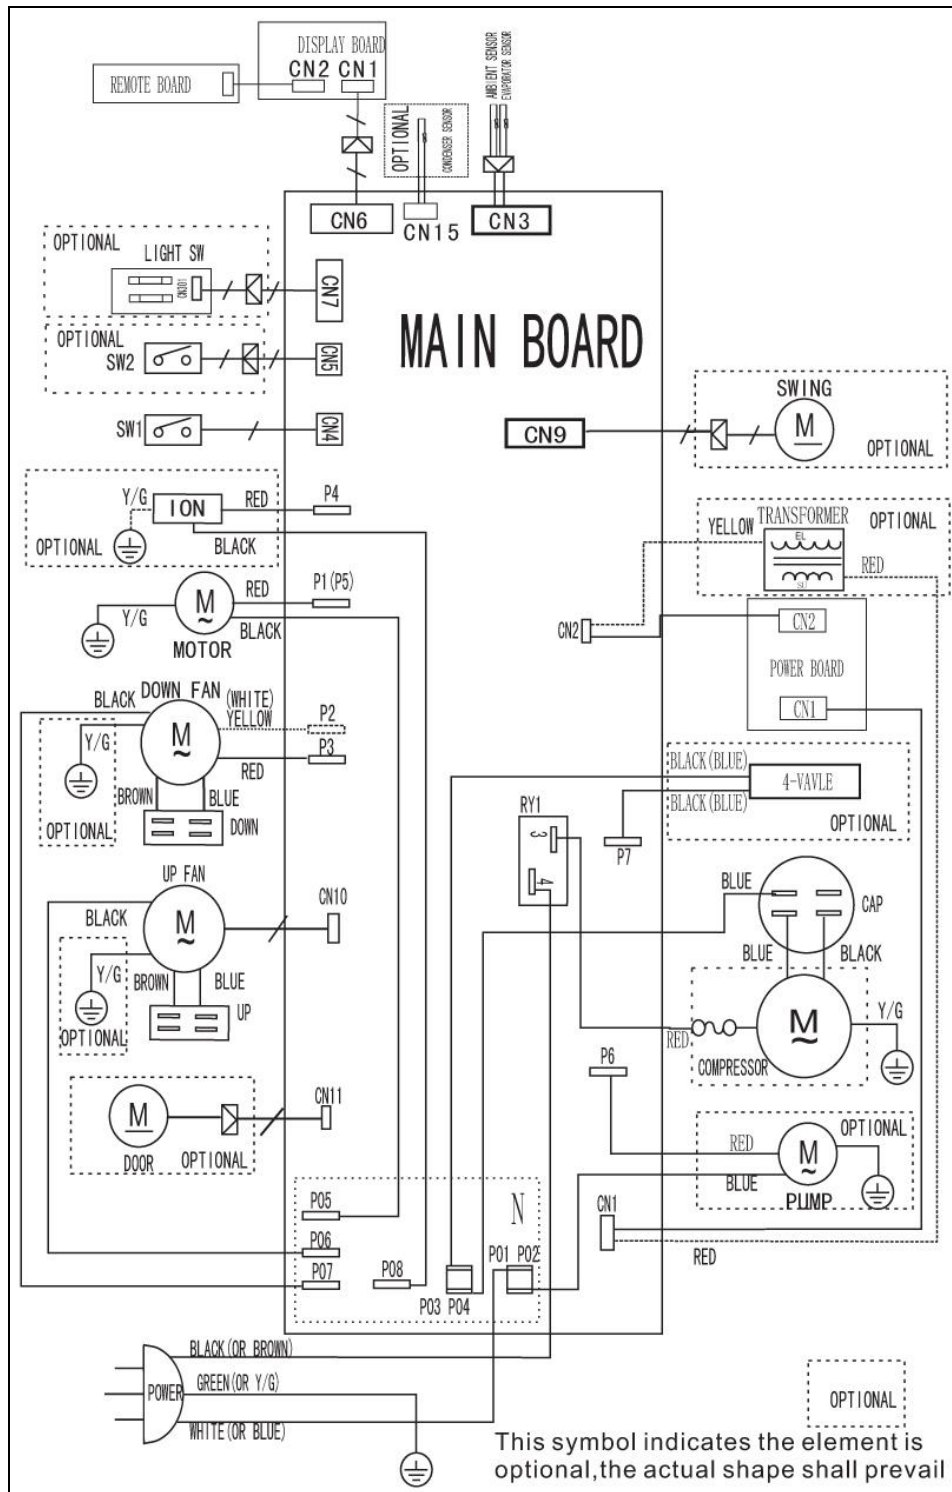 DISPLAY BOARD
CN2 CN1
REMOTE BOARD
AMBIENT SENSOR
EVAPORATOR SENSOR
OPTIONAL
CONDENSER SENSOR
CN6
CN15
CN3
OPTIONAL
LIGHT SW
CN301
CN7
OPTIONAL
SW2
CN5
SW1
CN4
MAIN BOARD
CN9
SWING
M
OPTIONAL
Y/G
ION
RED
P4
OPTIONAL
BLACK
YELLOW
TRANSFORMER
OPTIONAL
EL
SU
RED
M
RED
P1(P5)
Y/G
BLACK
MOTOR
CN2
CN2
POWER BOARD
CN1
BLACK
DOWN FAN
(WHITE)
YELLOW
P2
M
P3
Y/G
RED
BROWN
BLUE
OPTIONAL
DOWN
BLACK(BLUE)
4-VAVLE
BLACK(BLUE)
OPTIONAL
P7
RY1
3
4
UP FAN
CN10
BLACK
M
Y/G
BROWN
BLUE
OPTIONAL
UP
BLUE
CAP
BLUE
BLACK
M
Y/G
RED
COMPRESSOR
P6
CN11
M
DOOR
OPTIONAL
OPTIONAL
RED
M
BLUE
PUMP
CN1
RED
P05
N
P06
P07
P08
P01 P02
P03 P04
BLACK(OR BROWN)
POWER
GREEN(OR Y/G)
WHITE(OR BLUE)
OPTIONAL
This symbol indicates the element is
optional,the actual shape shall prevail